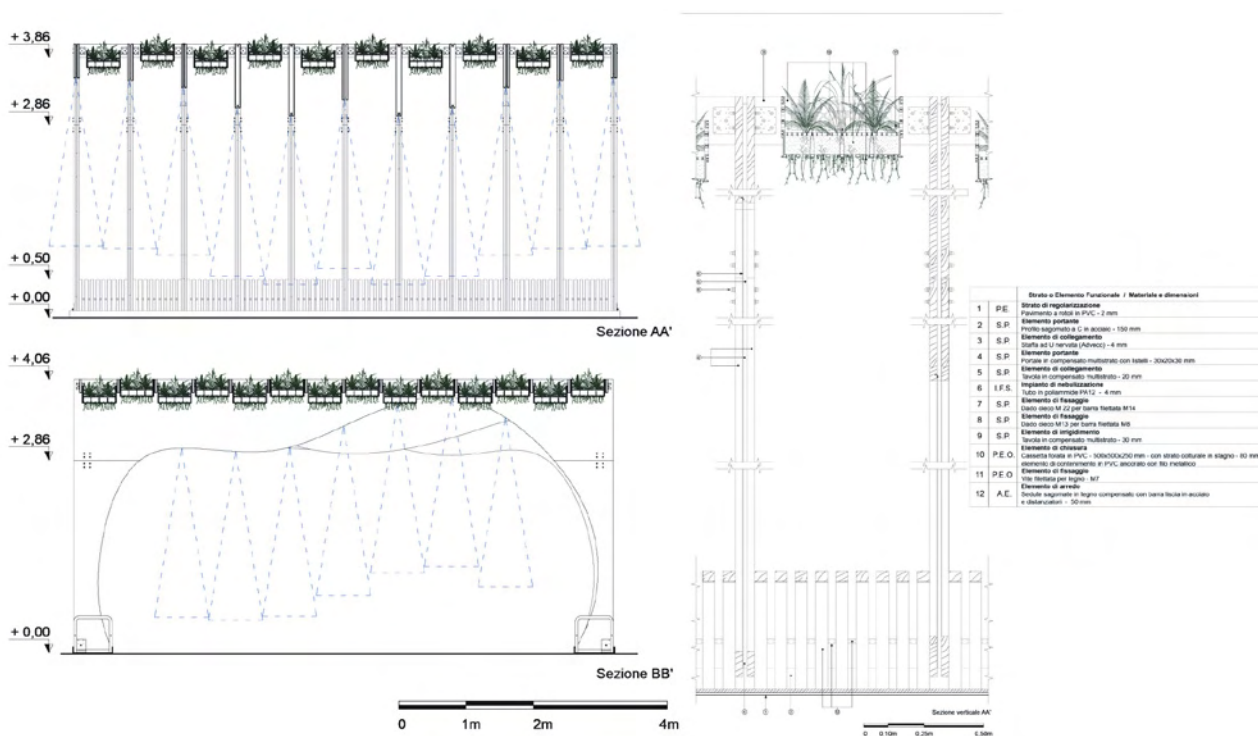 + 3,86
+ 2,86
+ 0,50
+ 0,00
Sezione AA'
+ 4,06
+ 2,86
+ 0,00
Sezione BB'
0 1m 2m 4m
Sezione verticale AA'
0 0.10m 0.25m 0.50m
Strato o Elemento Funzionale / Materiale e dimensioni
1 P.E. Strato di regolarizzazione
Pavimento a rotoli in PVC - 2 mm
2 S.P. Elemento portante
Profilo sagomato a C in acciaio - 150 mm
3 S.P. Elemento di collegamento
Staffa ad U nervata - 4 mm
4 S.P. Elemento portante
Portale in compensato multistrato con listelli - 30x20x30 mm
5 S.P. Elemento di collegamento
Tavola in compensato multistrato - 20 mm
6 I.F.S. Impianto di nebolizzazione
Tubo in poliammide PA12 - 4 mm
7 S.P. Elemento di fissaggio
Dado cieco M 22 per barra filettata M14
8 S.P. Elemento di fissaggio
Dado cieco M13 per barra filettata M8
9 S.P. Elemento di irrigidimento
Tavola in compensato multistrato - 30 mm
10 P.E.O. Elemento di chiusura
Cassetta forata in PVC - 500x500x250 mm - con strato colturale in sfagno - 80 mm
elemento di contenimento in PVC ancorato con filo metallico
11 P.E.O Elemento di fissaggio
Vite filettata per legno - M7
12 A.E. Elemento di arredo
Sedute sagomate in legno compensato con barra liscia in acciaio
e distanziatori - 50 mm